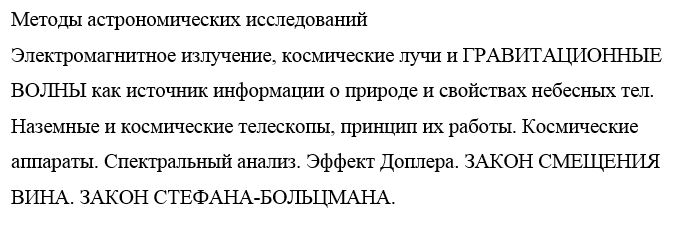 Методы астрономических исследований
Электромагнитное излучение, космические лучи и ГРАВИТАЦИОННЫЕ
ВОЛНЫ как источник информации о природе и свойствах небесных тел.
Наземные и космические телескопы, принцип их работы. Космические
аппараты. Спектральный анализ. Эффект Доплера. ЗАКОН СМЕЩЕНИЯ
ВИНА. ЗАКОН СТЕФАНА-БОЛЬЦМАНА.